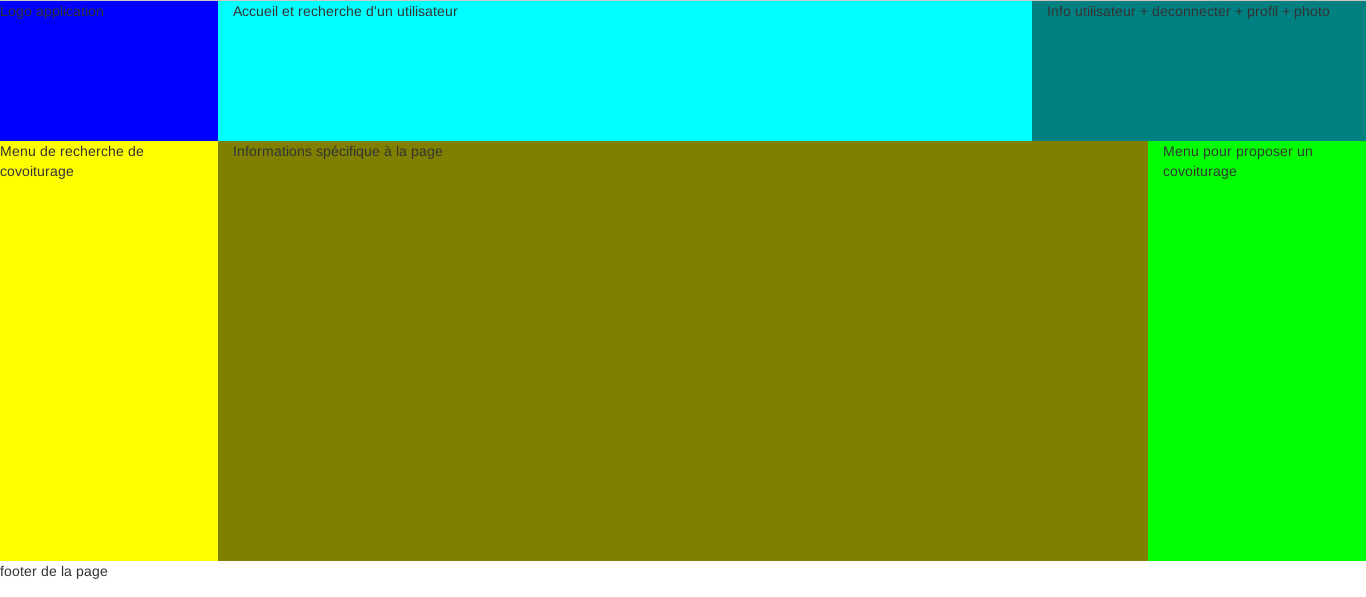 Logo application
Accueil et recherche d'un utilisateur
Info utilisateur + deconnecter + profil + photo
Menu de recherche de
covoiturage
Informations spécifique à la page
Menu pour proposer un
covoiturage
footer de la page